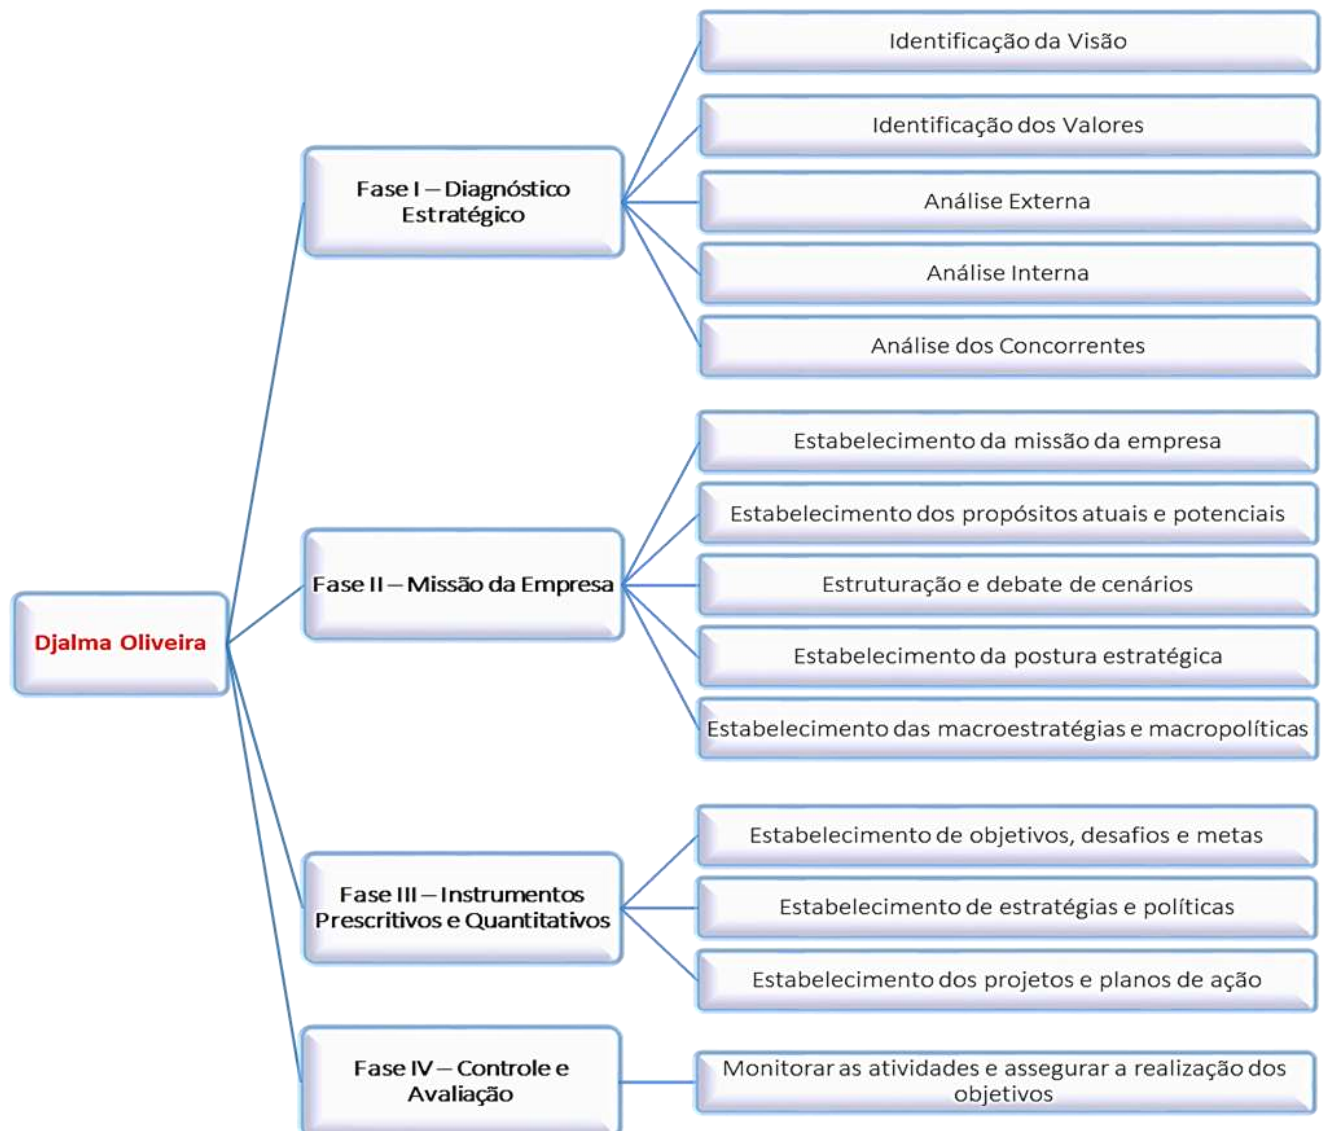 Djalma Oliveira
Fase I – Diagnóstico
Estratégico
Identificação da Visão
Identificação dos Valores
Análise Externa
Análise Interna
Análise dos Concorrentes
Fase II – Missão da Empresa
Estabelecimento da missão da empresa
Estabelecimento dos propósitos atuais e potenciais
Estruturação e debate de cenários
Estabelecimento da postura estratégica
Estabelecimento das macroestratégias e macropolíticas
Fase III – Instrumentos
Prescritivos e Quantitativos
Estabelecimento de objetivos, desafios e metas
Estabelecimento de estratégias e políticas
Estabelecimento dos projetos e planos de ação
Fase IV – Controle e
Avaliação
Monitorar as atividades e assegurar a realização dos
objetivos